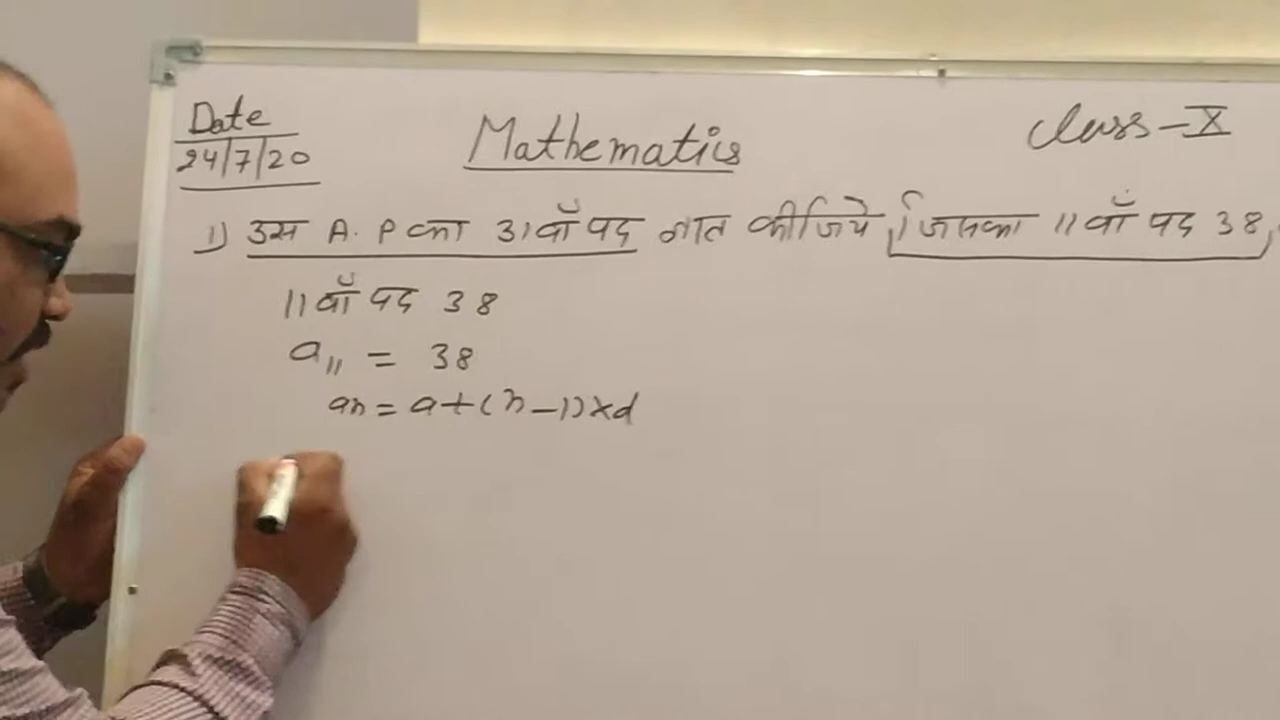 Date
24/7/20
Mathematics
Class-X
1) उस A.P का 31वाँ पद ज्ञात कीजिये, जिसका 11वाँ पद 38,
11वाँ पद 38
a₁₁ = 38
an = a+(n-1)×d